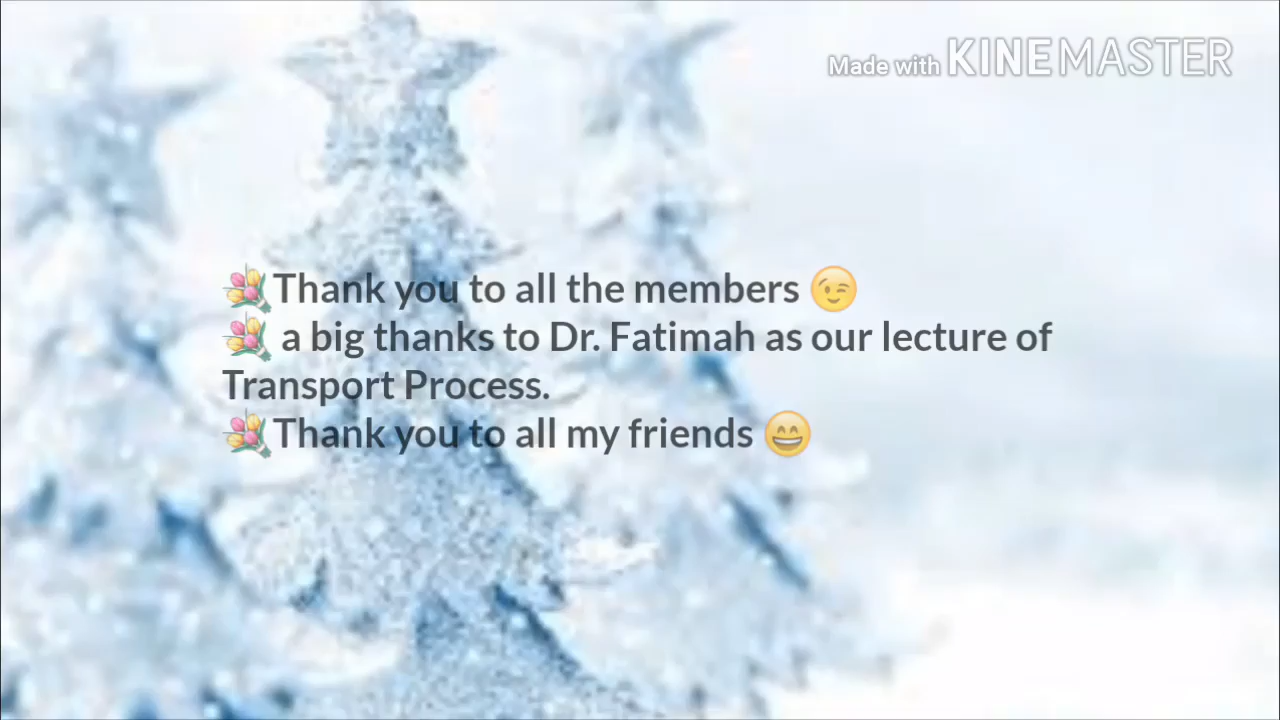 Made with KINEMASTER
💐Thank you to all the members 😉
💐 a big thanks to Dr. Fatimah as our lecture of
Transport Process.
💐Thank you to all my friends 😄